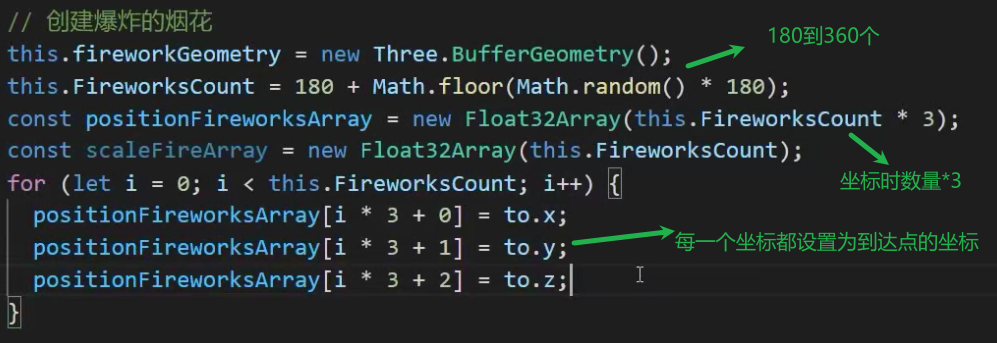 // 创建爆炸的烟花
this.fireworkGeometry = new Three.BufferGeometry();
180到360个
this.FireworksCount = 180 + Math.floor(Math.random() * 180);
const positionFireworksArray = new Float32Array(this.FireworksCount * 3);
const scaleFireArray = new Float32Array(this.FireworksCount);
坐标时数量*3
for (let i = 0; i < this.FireworksCount; i++) {
positionFireworksArray[i * 3 + 0] = to.x;
positionFireworksArray[i * 3 + 1] = to.y;
每一个坐标都设置为到达点的坐标
positionFireworksArray[i * 3 + 2] = to.z;
}